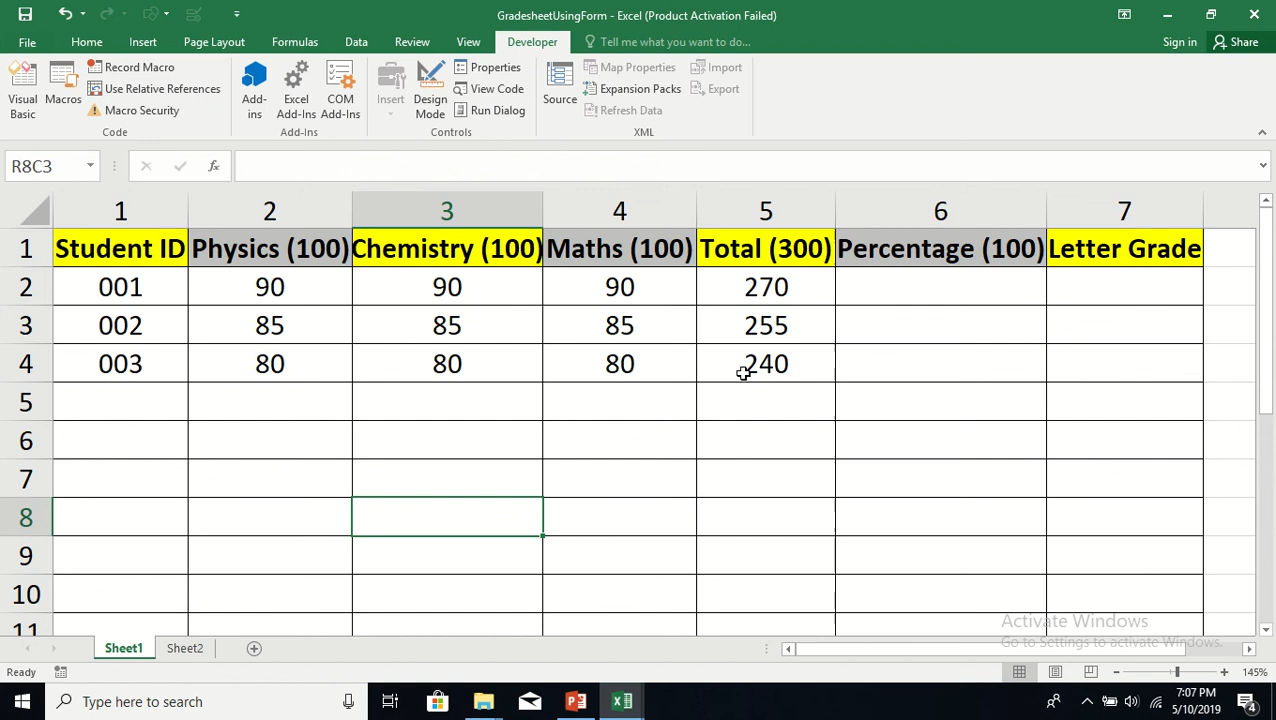 GradesheetUsingForm - Excel (Product Activation Failed)
File Home Insert Page Layout Formulas Data Review View Developer Tell me what you want to do... Sign in Share
Visual Basic
Macros
Record Macro
Use Relative References
Macro Security
Code
Add-ins
Excel Add-Ins
COM Add-Ins
Add-Ins
Insert
Design Mode
Properties
View Code
Run Dialog
Controls
Source
Map Properties
Expansion Packs
Refresh Data
Import
Export
XML
R8C3 fx
1 2 3 4 5 6 7
1 Student ID Physics (100) Chemistry (100) Maths (100) Total (300) Percentage (100) Letter Grade
2 001 90 90 90 270
3 002 85 85 85 255
4 003 80 80 80 240
5
6
7
8
9
10
11
Activate Windows
Go to Settings to activate Windows.
Sheet1 Sheet2
Ready 145%
Type here to search
7:07 PM
5/10/2019
4